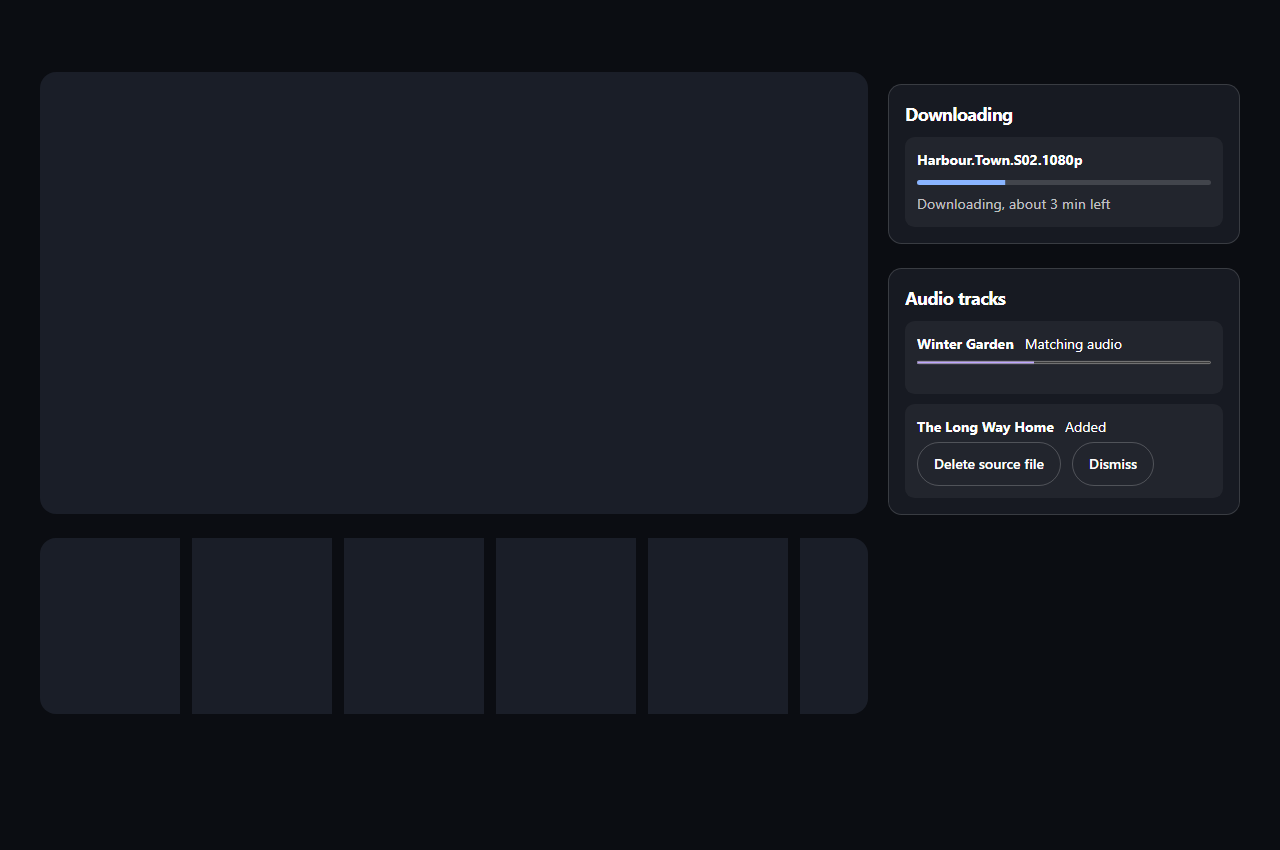 Downloading
Harbour.Town.S02.1080p
Downloading, about 3 min left
Audio tracks
Winter Garden Matching audio
The Long Way Home Added
Delete source file Dismiss